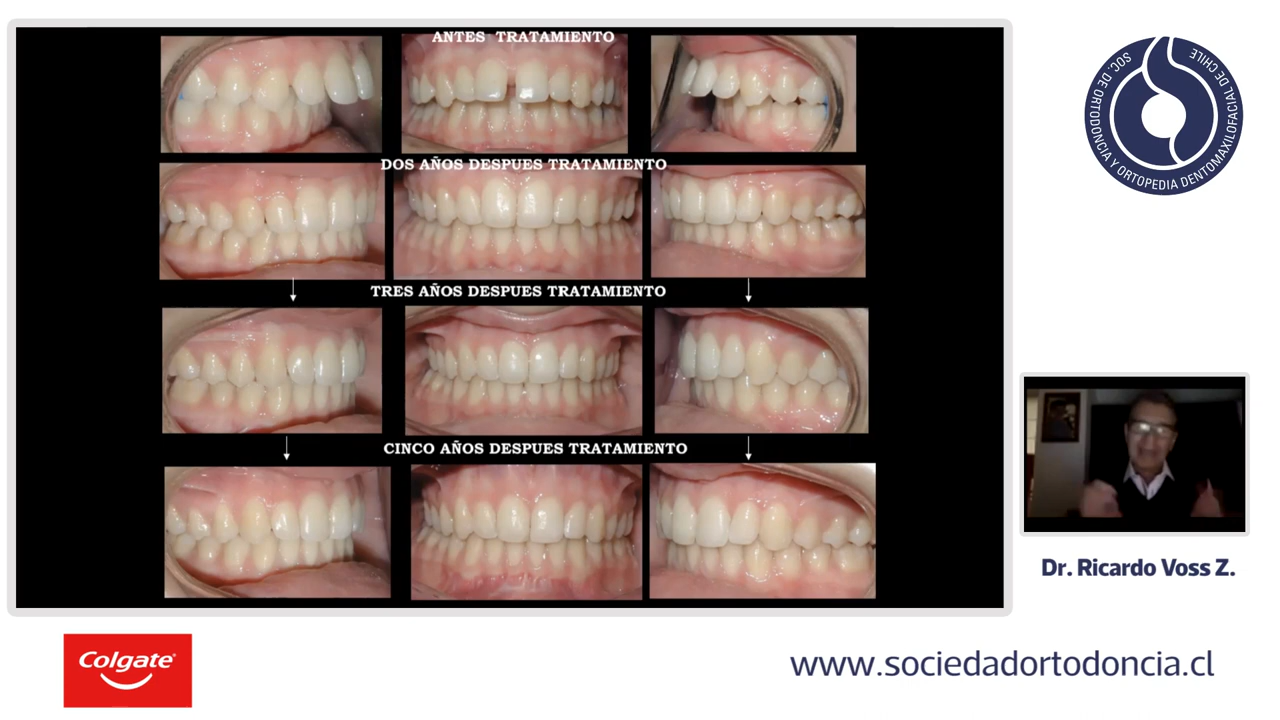 ANTES TRATAMIENTO
DOS AÑOS DESPUES TRATAMIENTO
TRES AÑOS DESPUES TRATAMIENTO
CINCO AÑOS DESPUES TRATAMIENTO
SOC. DE ORTODONCIA Y ORTOPEDIA DENTOMAXILOFACIAL DE CHILE
Dr. Ricardo Voss Z.
Colgate®
www.sociedadortodoncia.cl